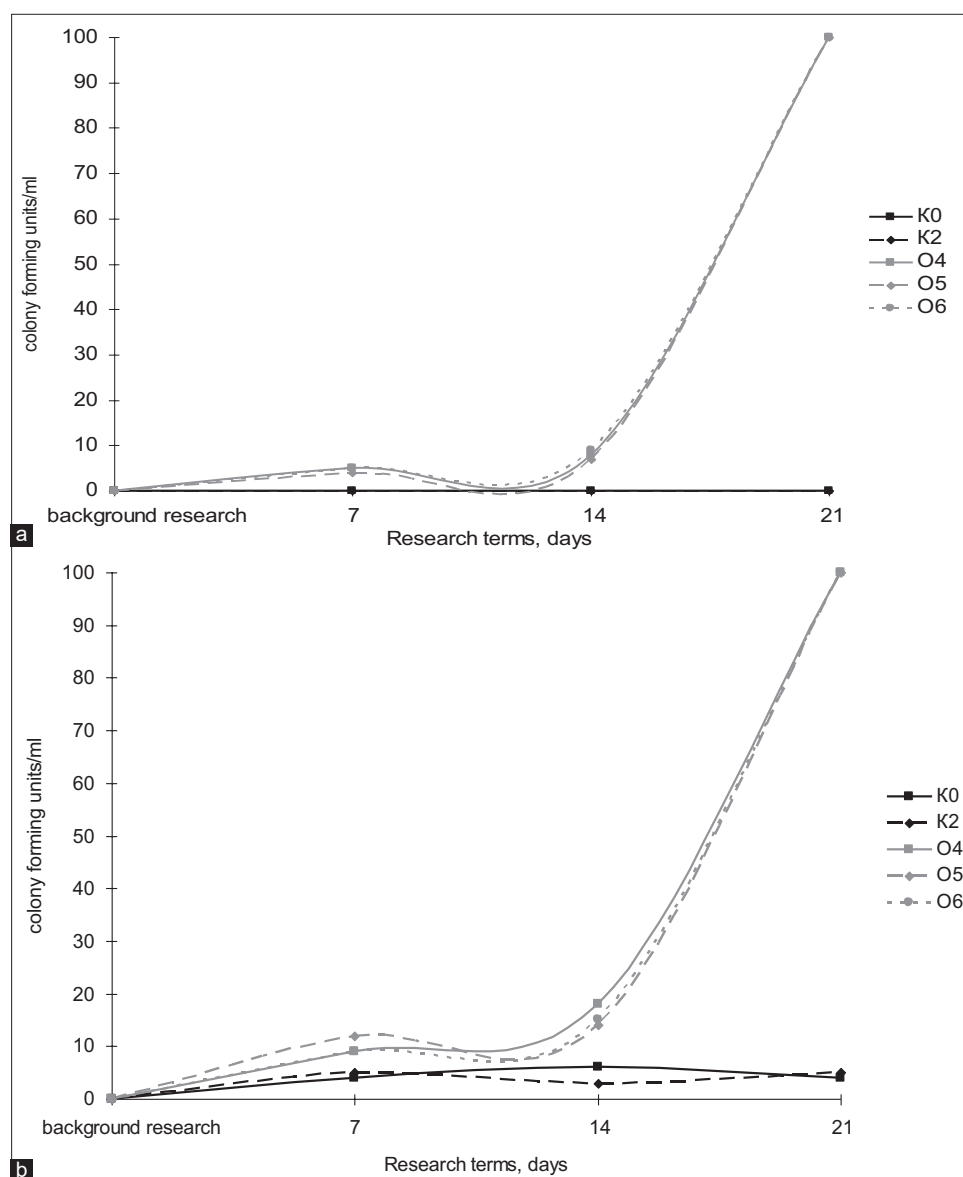 100
90
80
70
60
50
40
30
20
10
0
colony forming units/ml
background research 7 14 21
Research terms, days
K0
K2
O4
O5
O6
a
100
90
80
70
60
50
40
30
20
10
0
colony forming units/ml
background research 7 14 21
Research terms, days
K0
K2
O4
O5
O6
b